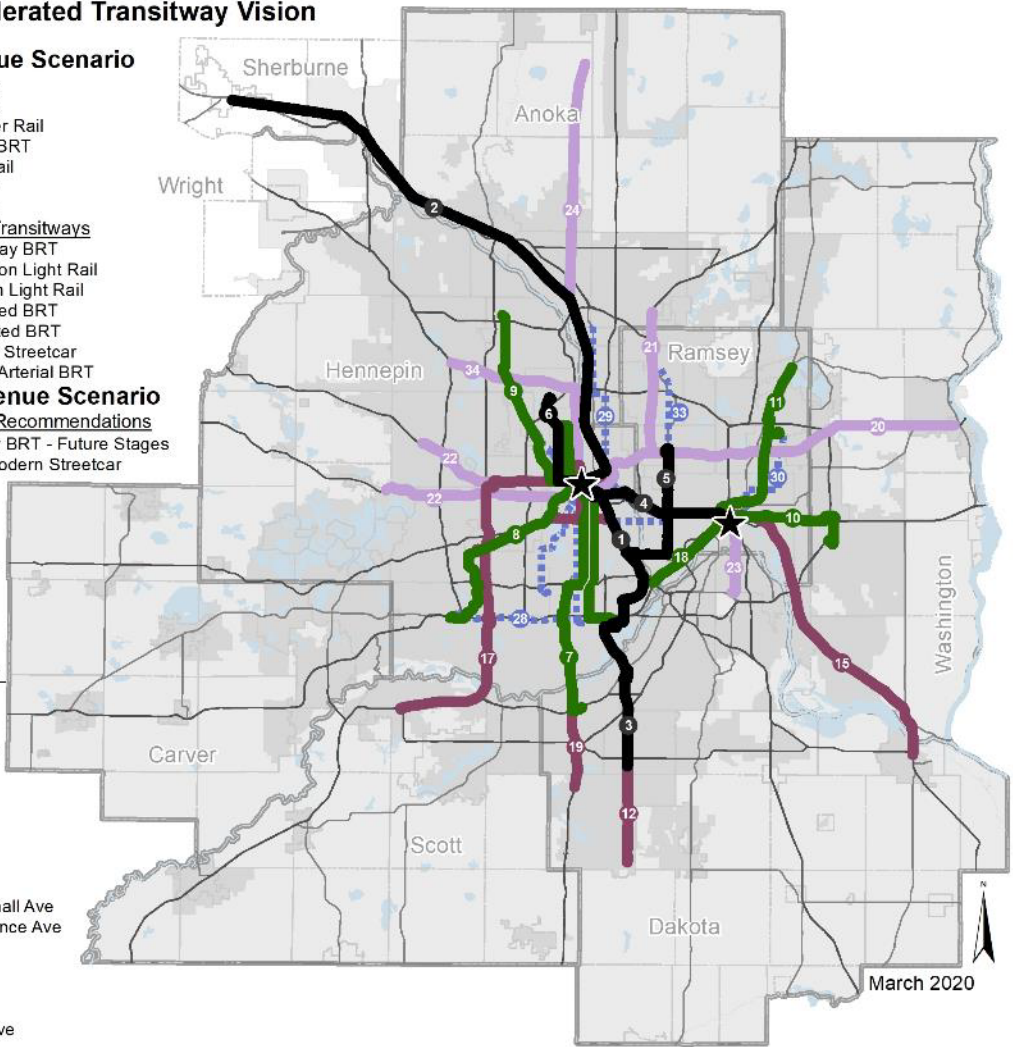 lerated Transitway Vision
ue Scenario
er Rail
BRT
ail
ransitways
ay BRT
on Light Rail
n Light Rail
ed BRT
ted BRT
Streetcar
Arterial BRT
enue Scenario
Recommendations
r BRT - Future Stages
odern Streetcar
Sherburne
Anoka
Wright
2
24
Hennepin
Ramsey
21
34
9
6
29
33
11
20
22
22
5
30
4
10
8
1
18
23
28
17
7
15
Washington
3
19
Carver
12
Scott
all Ave
nce Ave
Dakota
N
March 2020
ve